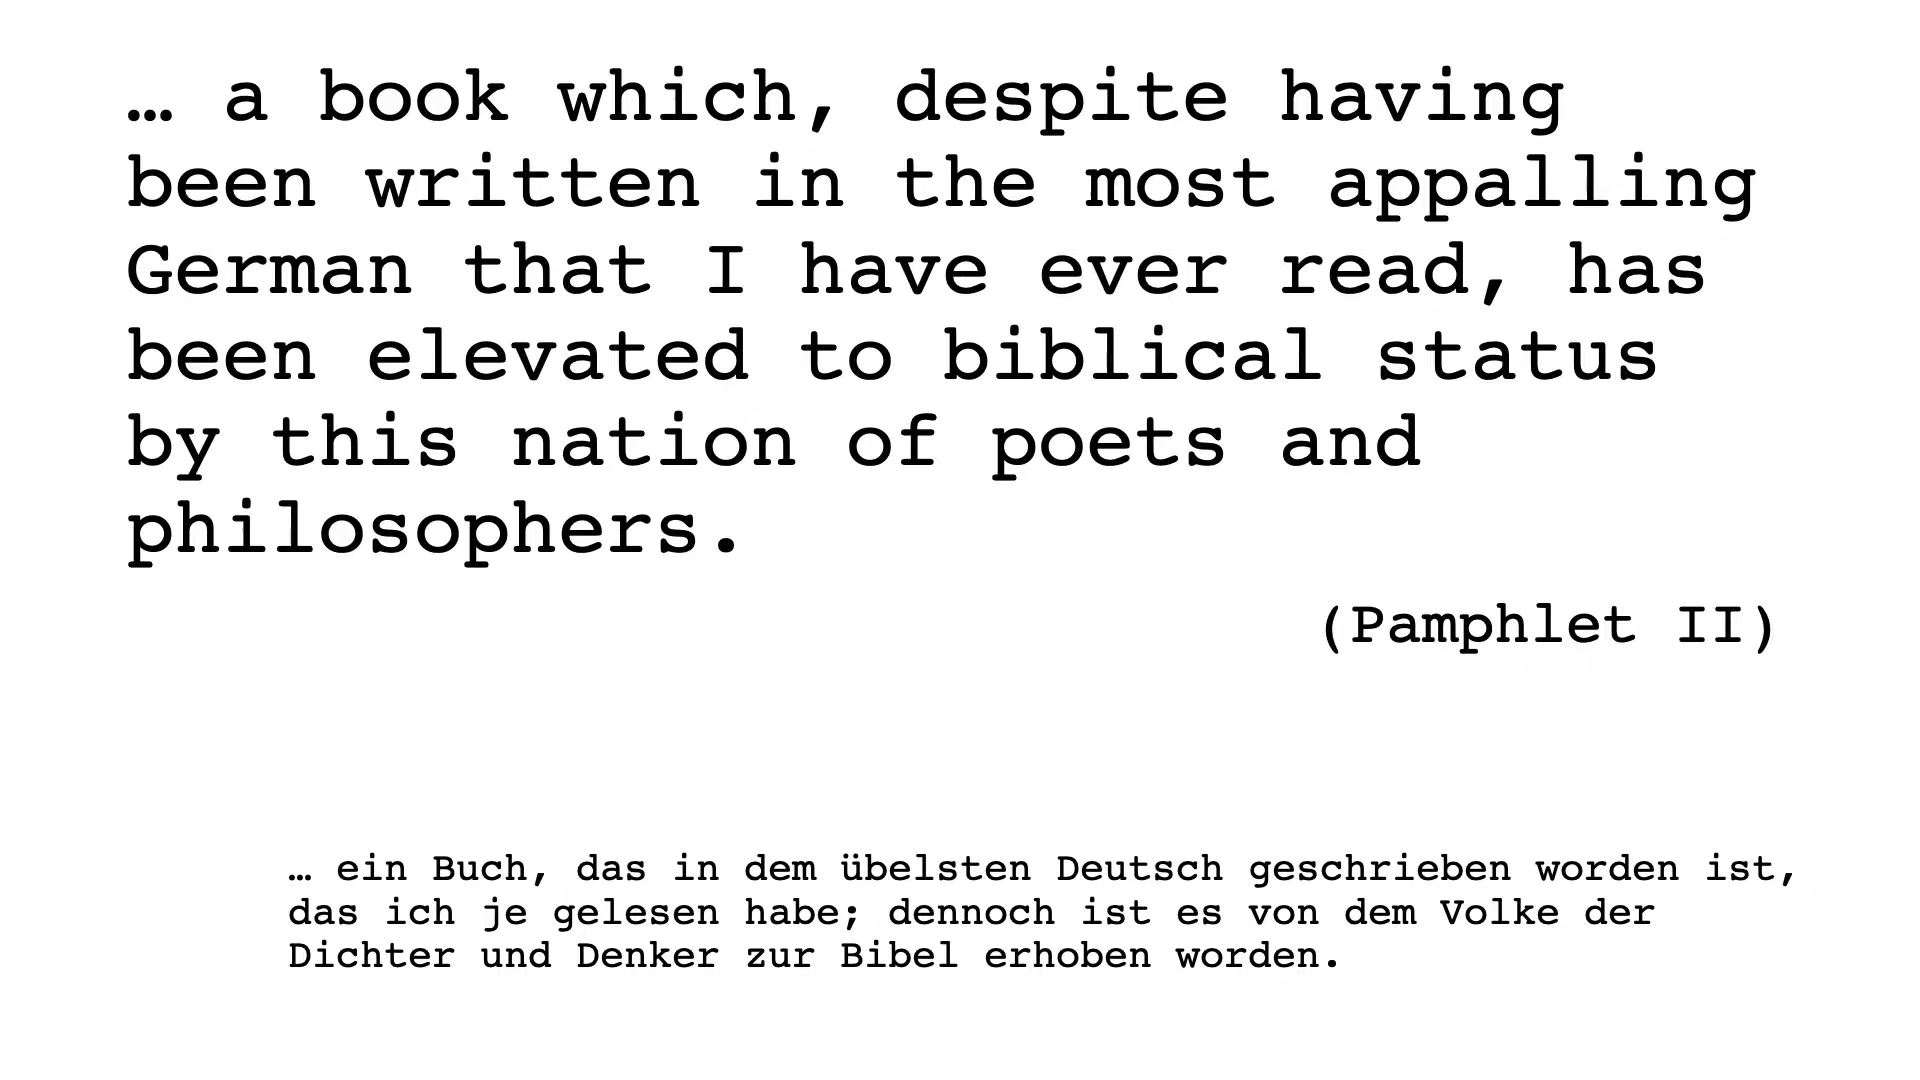 … a book which, despite having
been written in the most appalling
German that I have ever read, has
been elevated to biblical status
by this nation of poets and
philosophers.
(Pamphlet II)
… ein Buch, das in dem übelsten Deutsch geschrieben worden ist,
das ich je gelesen habe; dennoch ist es von dem Volke der
Dichter und Denker zur Bibel erhoben worden.